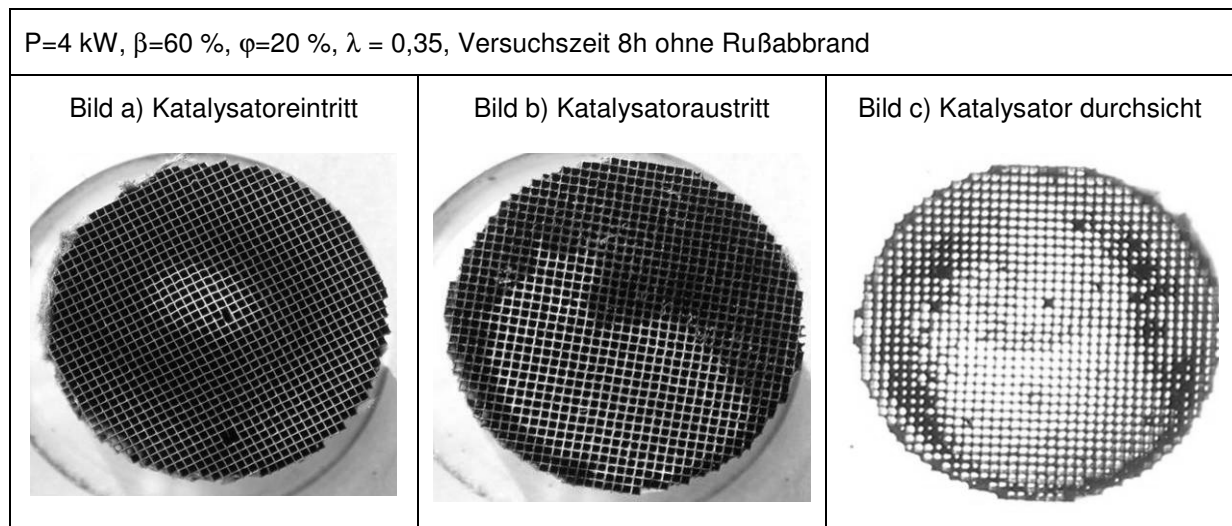 P=4 kW, β=60 %, φ=20 %, λ = 0,35, Versuchszeit 8h ohne Rußabbrand
Bild a) Katalysatoreintritt
Bild b) Katalysatoraustritt
Bild c) Katalysator durchsicht